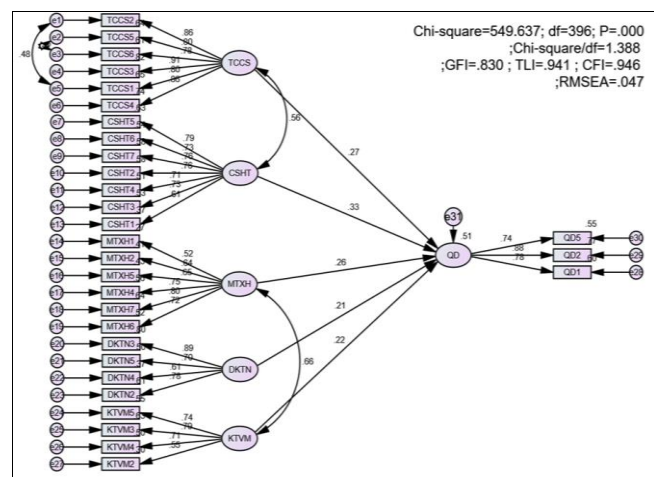 Chi-square=549.637; df=396; P=.000
;Chi-square/df=1.388
;GFI=.830 ; TLI=.941 ; CFI=.946
;RMSEA=.047
e1 TCCS2
e2 TCCS5
e3 TCCS6
e4 TCCS3
e5 TCCS1
e6 TCCS4
.48
.86
.80
.78
.91
.80
.86
TCCS
.56
e7 CSHT5
e8 CSHT6
e9 CSHT7
e10 CSHT2
e11 CSHT4
e12 CSHT3
e13 CSHT1
.79
.73
.76
.76
.71
.73
.61
CSHT
e14 MTXH1
e15 MTXH2
e16 MTXH5
e17 MTXH4
e18 MTXH7
e19 MTXH6
.52
.64
.65
.75
.80
.72
MTXH
.66
e20 DKTN3
e21 DKTN5
e22 DKTN4
e23 DKTN2
.89
.79
.61
.78
DKTN
e24 KTVM5
e25 KTVM3
e26 KTVM4
e27 KTVM2
.74
.79
.71
.55
KTVM
.27
.33
.26
.21
.22
e31
.51
QD
.74
.88
.78
.55
QD5 e30
QD2 e29
QD1 e28